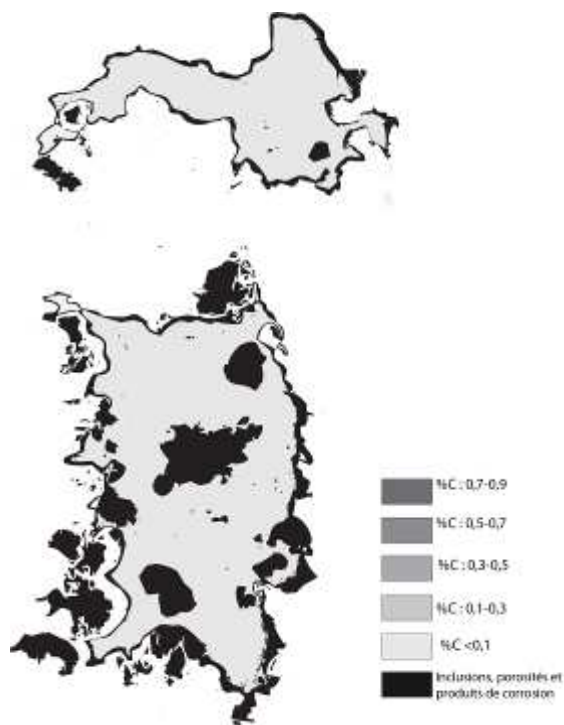 %C : 0,7-0,9
%C : 0,5-0,7
%C : 0,3-0,5
%C : 0,1-0,3
%C <0,1
Inclusions, porosités et
produits de corrosion